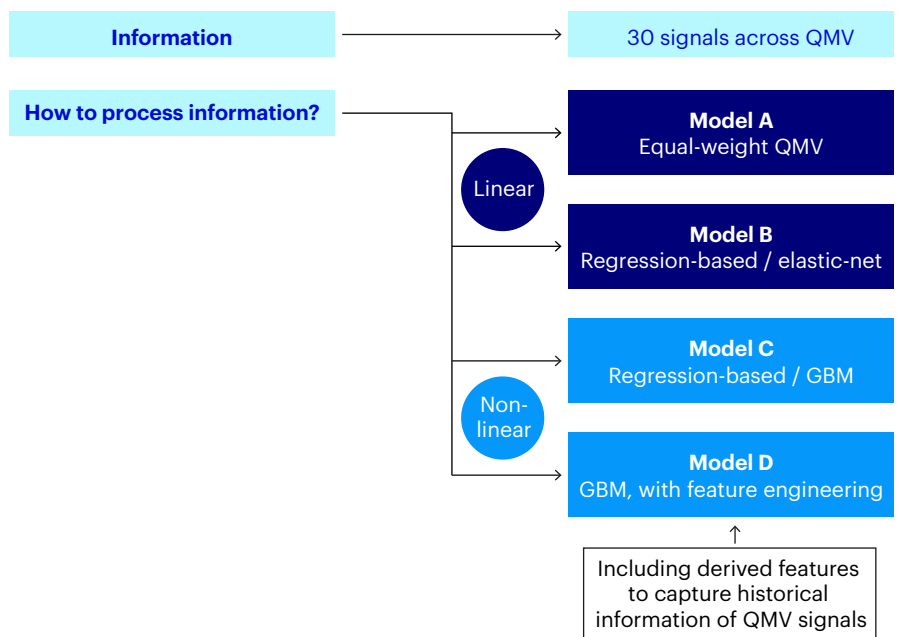 Information
30 signals across QMV
How to process information?
Model A
Equal-weight QMV
Linear
Model B
Regression-based / elastic-net
Model C
Regression-based / GBM
Non-
linear
Model D
GBM, with feature engineering
Including derived features
to capture historical
information of QMV signals